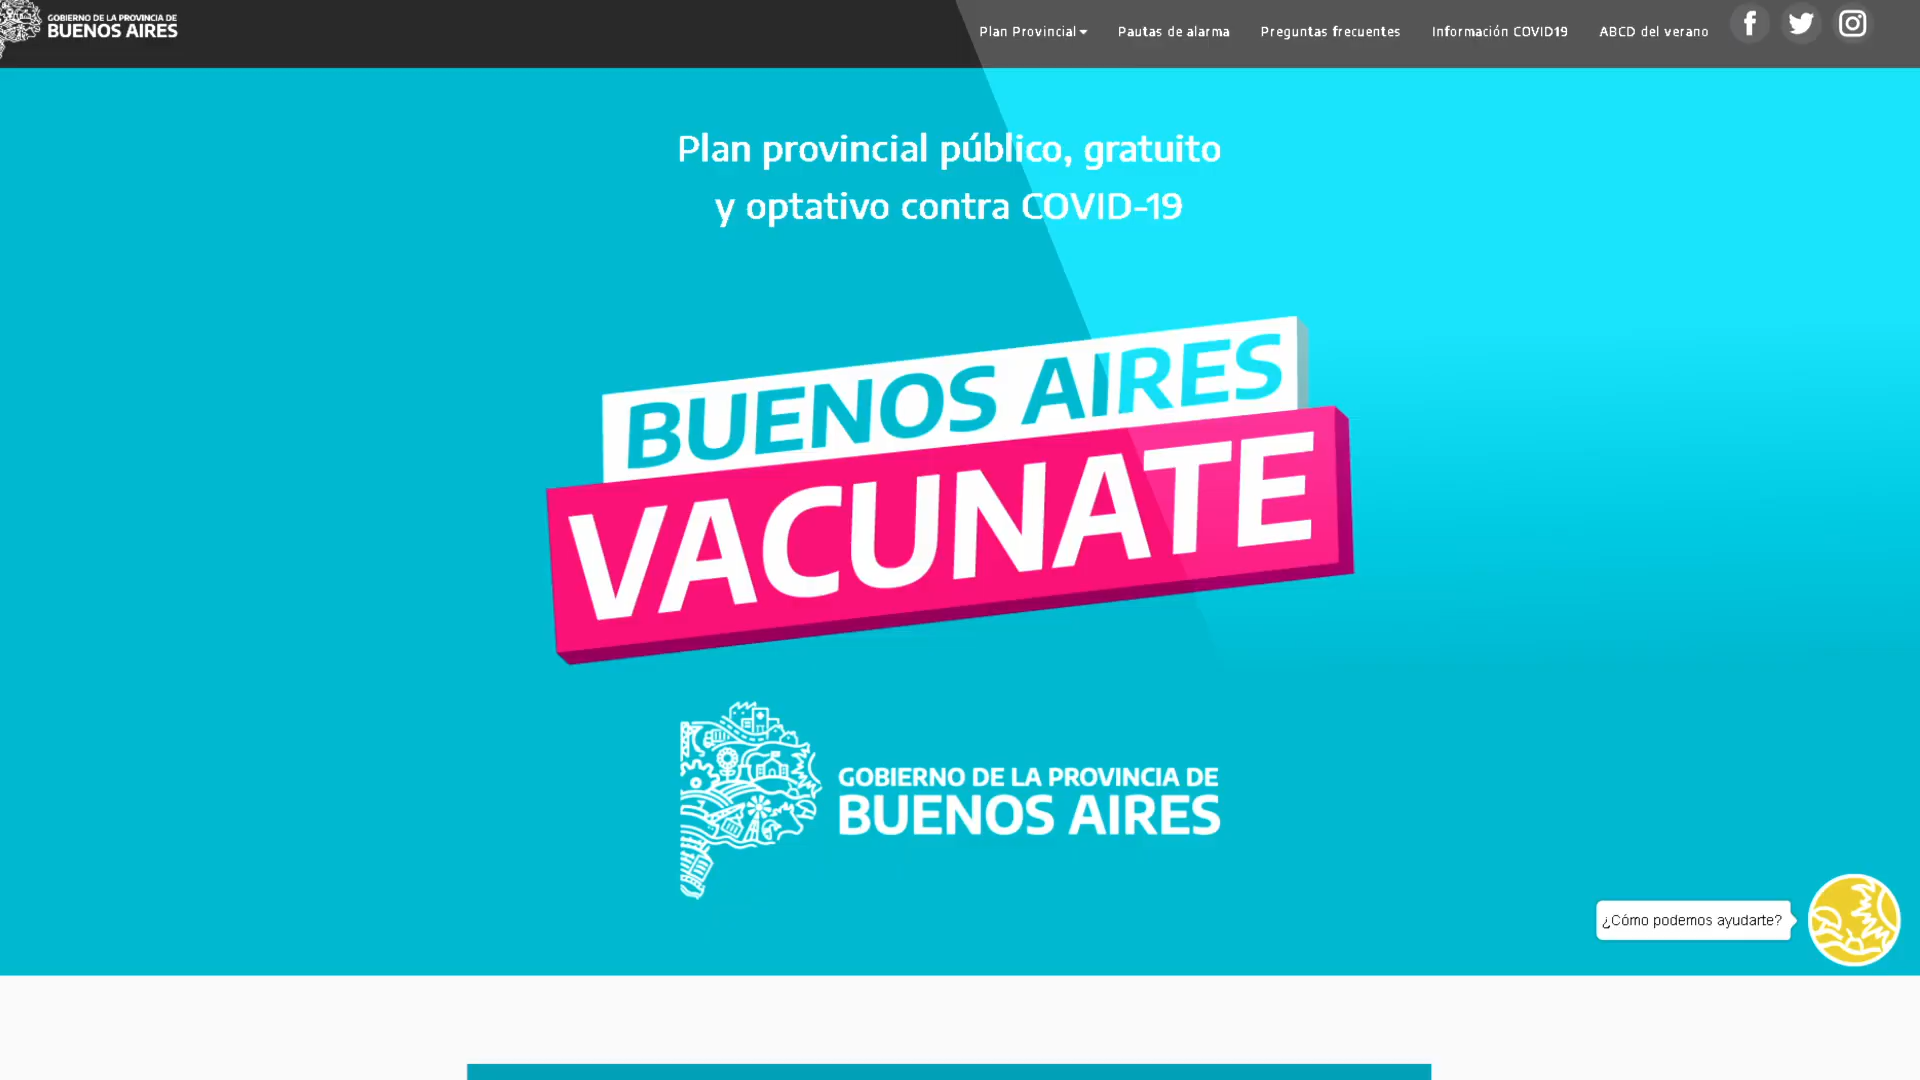 GOBIERNO DE LA PROVINCIA DE
BUENOS AIRES
Plan Provincial
Pautas de alarma
Preguntas frecuentes
Información COVID19
ABCD del verano
Plan provincial público, gratuito
y optativo contra COVID-19
BUENOS AIRES
VACUNATE
GOBIERNO DE LA PROVINCIA DE
BUENOS AIRES
¿Cómo podemos ayudarte?